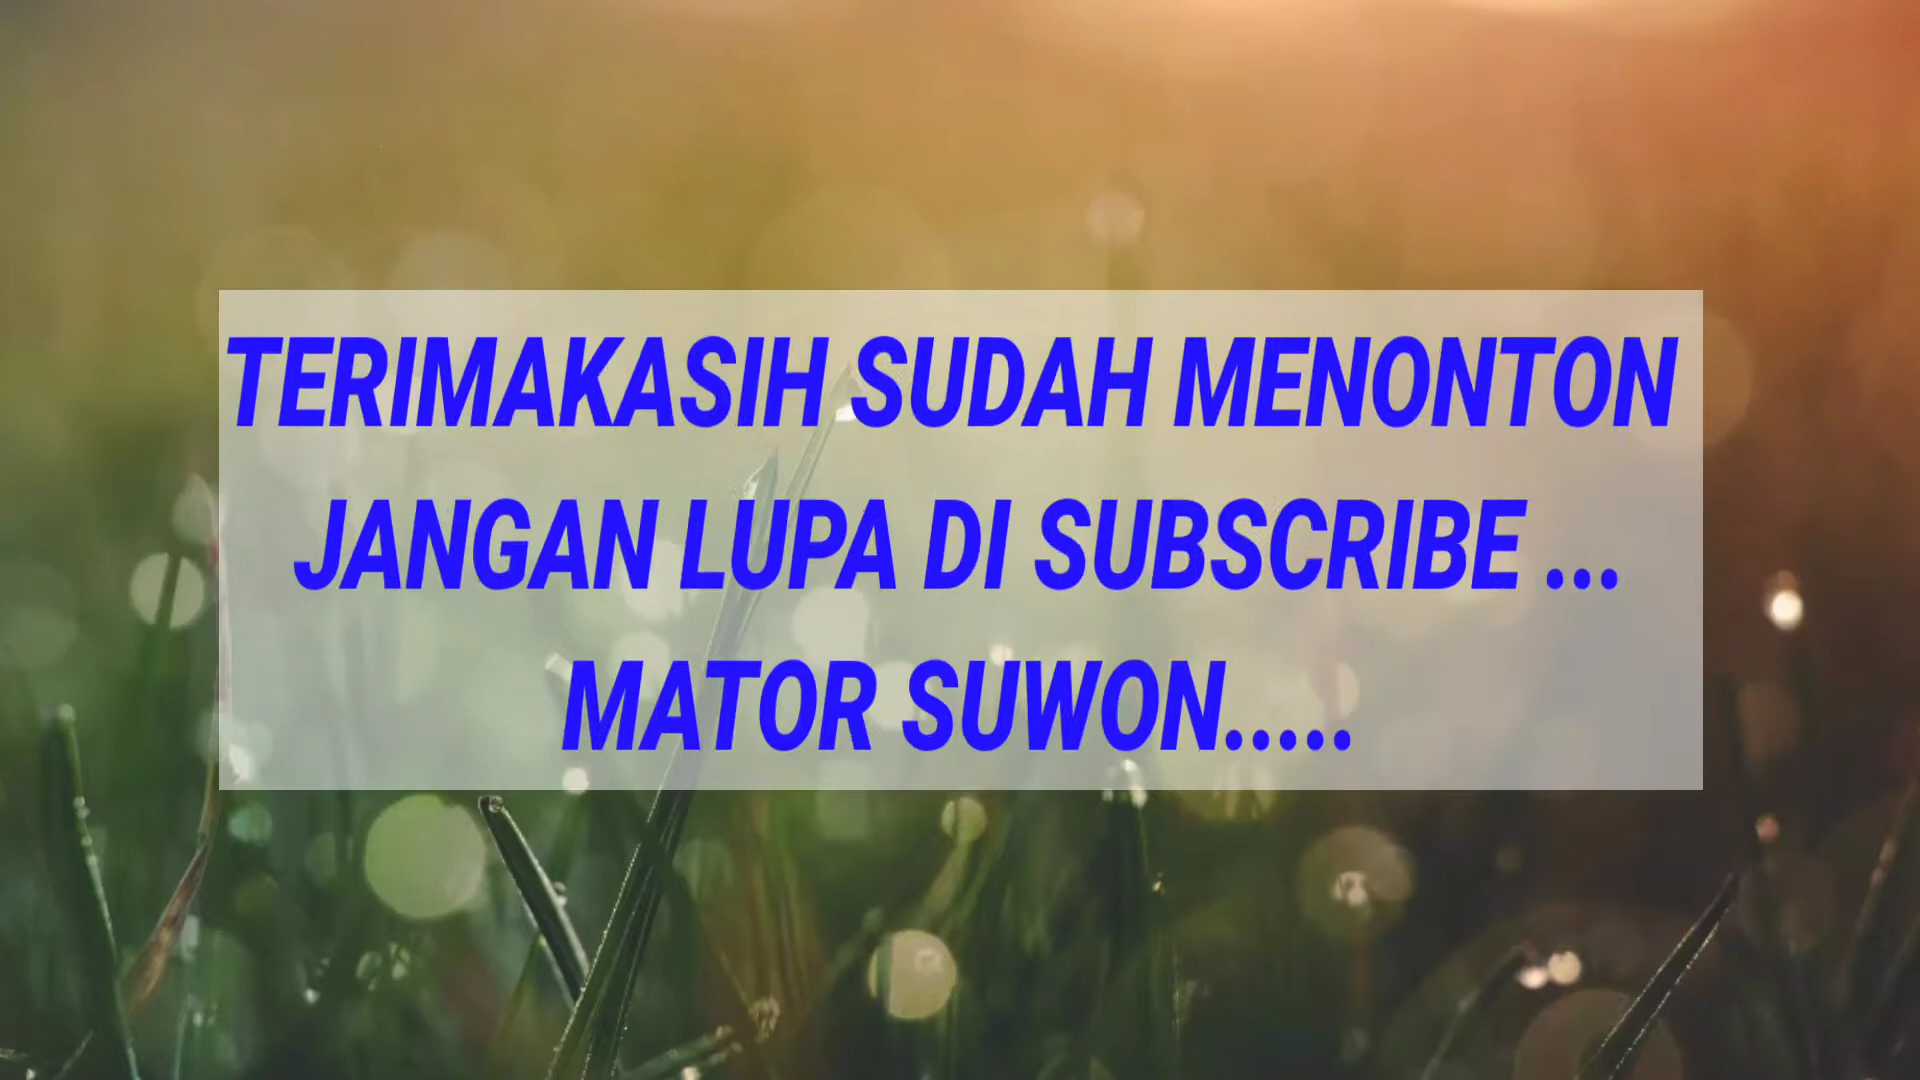 TERIMAKASIH SUDAH MENONTON
JANGAN LUPA DI SUBSCRIBE ...
MATOR SUWON.....